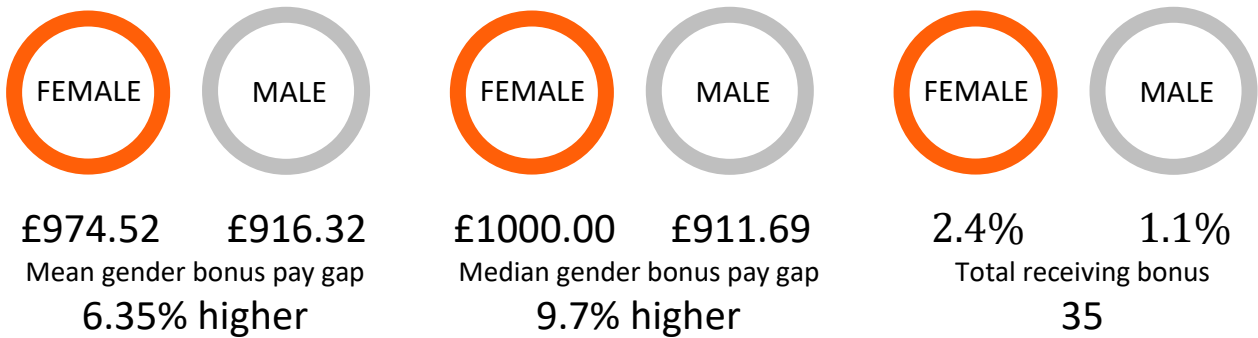 FEMALE MALE FEMALE MALE FEMALE MALE
£974.52 £916.32 £1000.00 £911.69 2.4% 1.1%
Mean gender bonus pay gap Median gender bonus pay gap Total receiving bonus
6.35% higher 9.7% higher 35